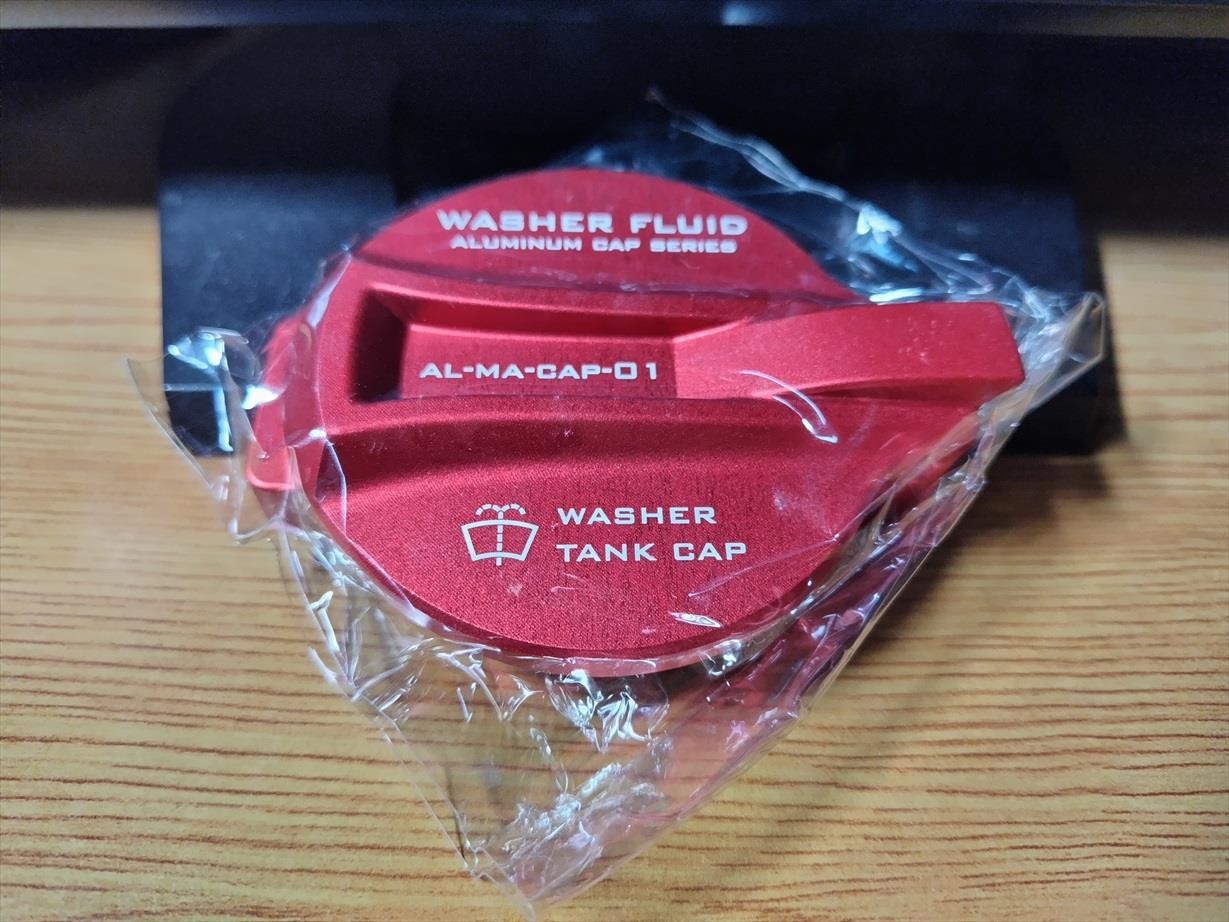 WASHER FLUID
ALUMINUM CAP SERIES
AL-MA-CAP-01
WASHER
TANK CAP